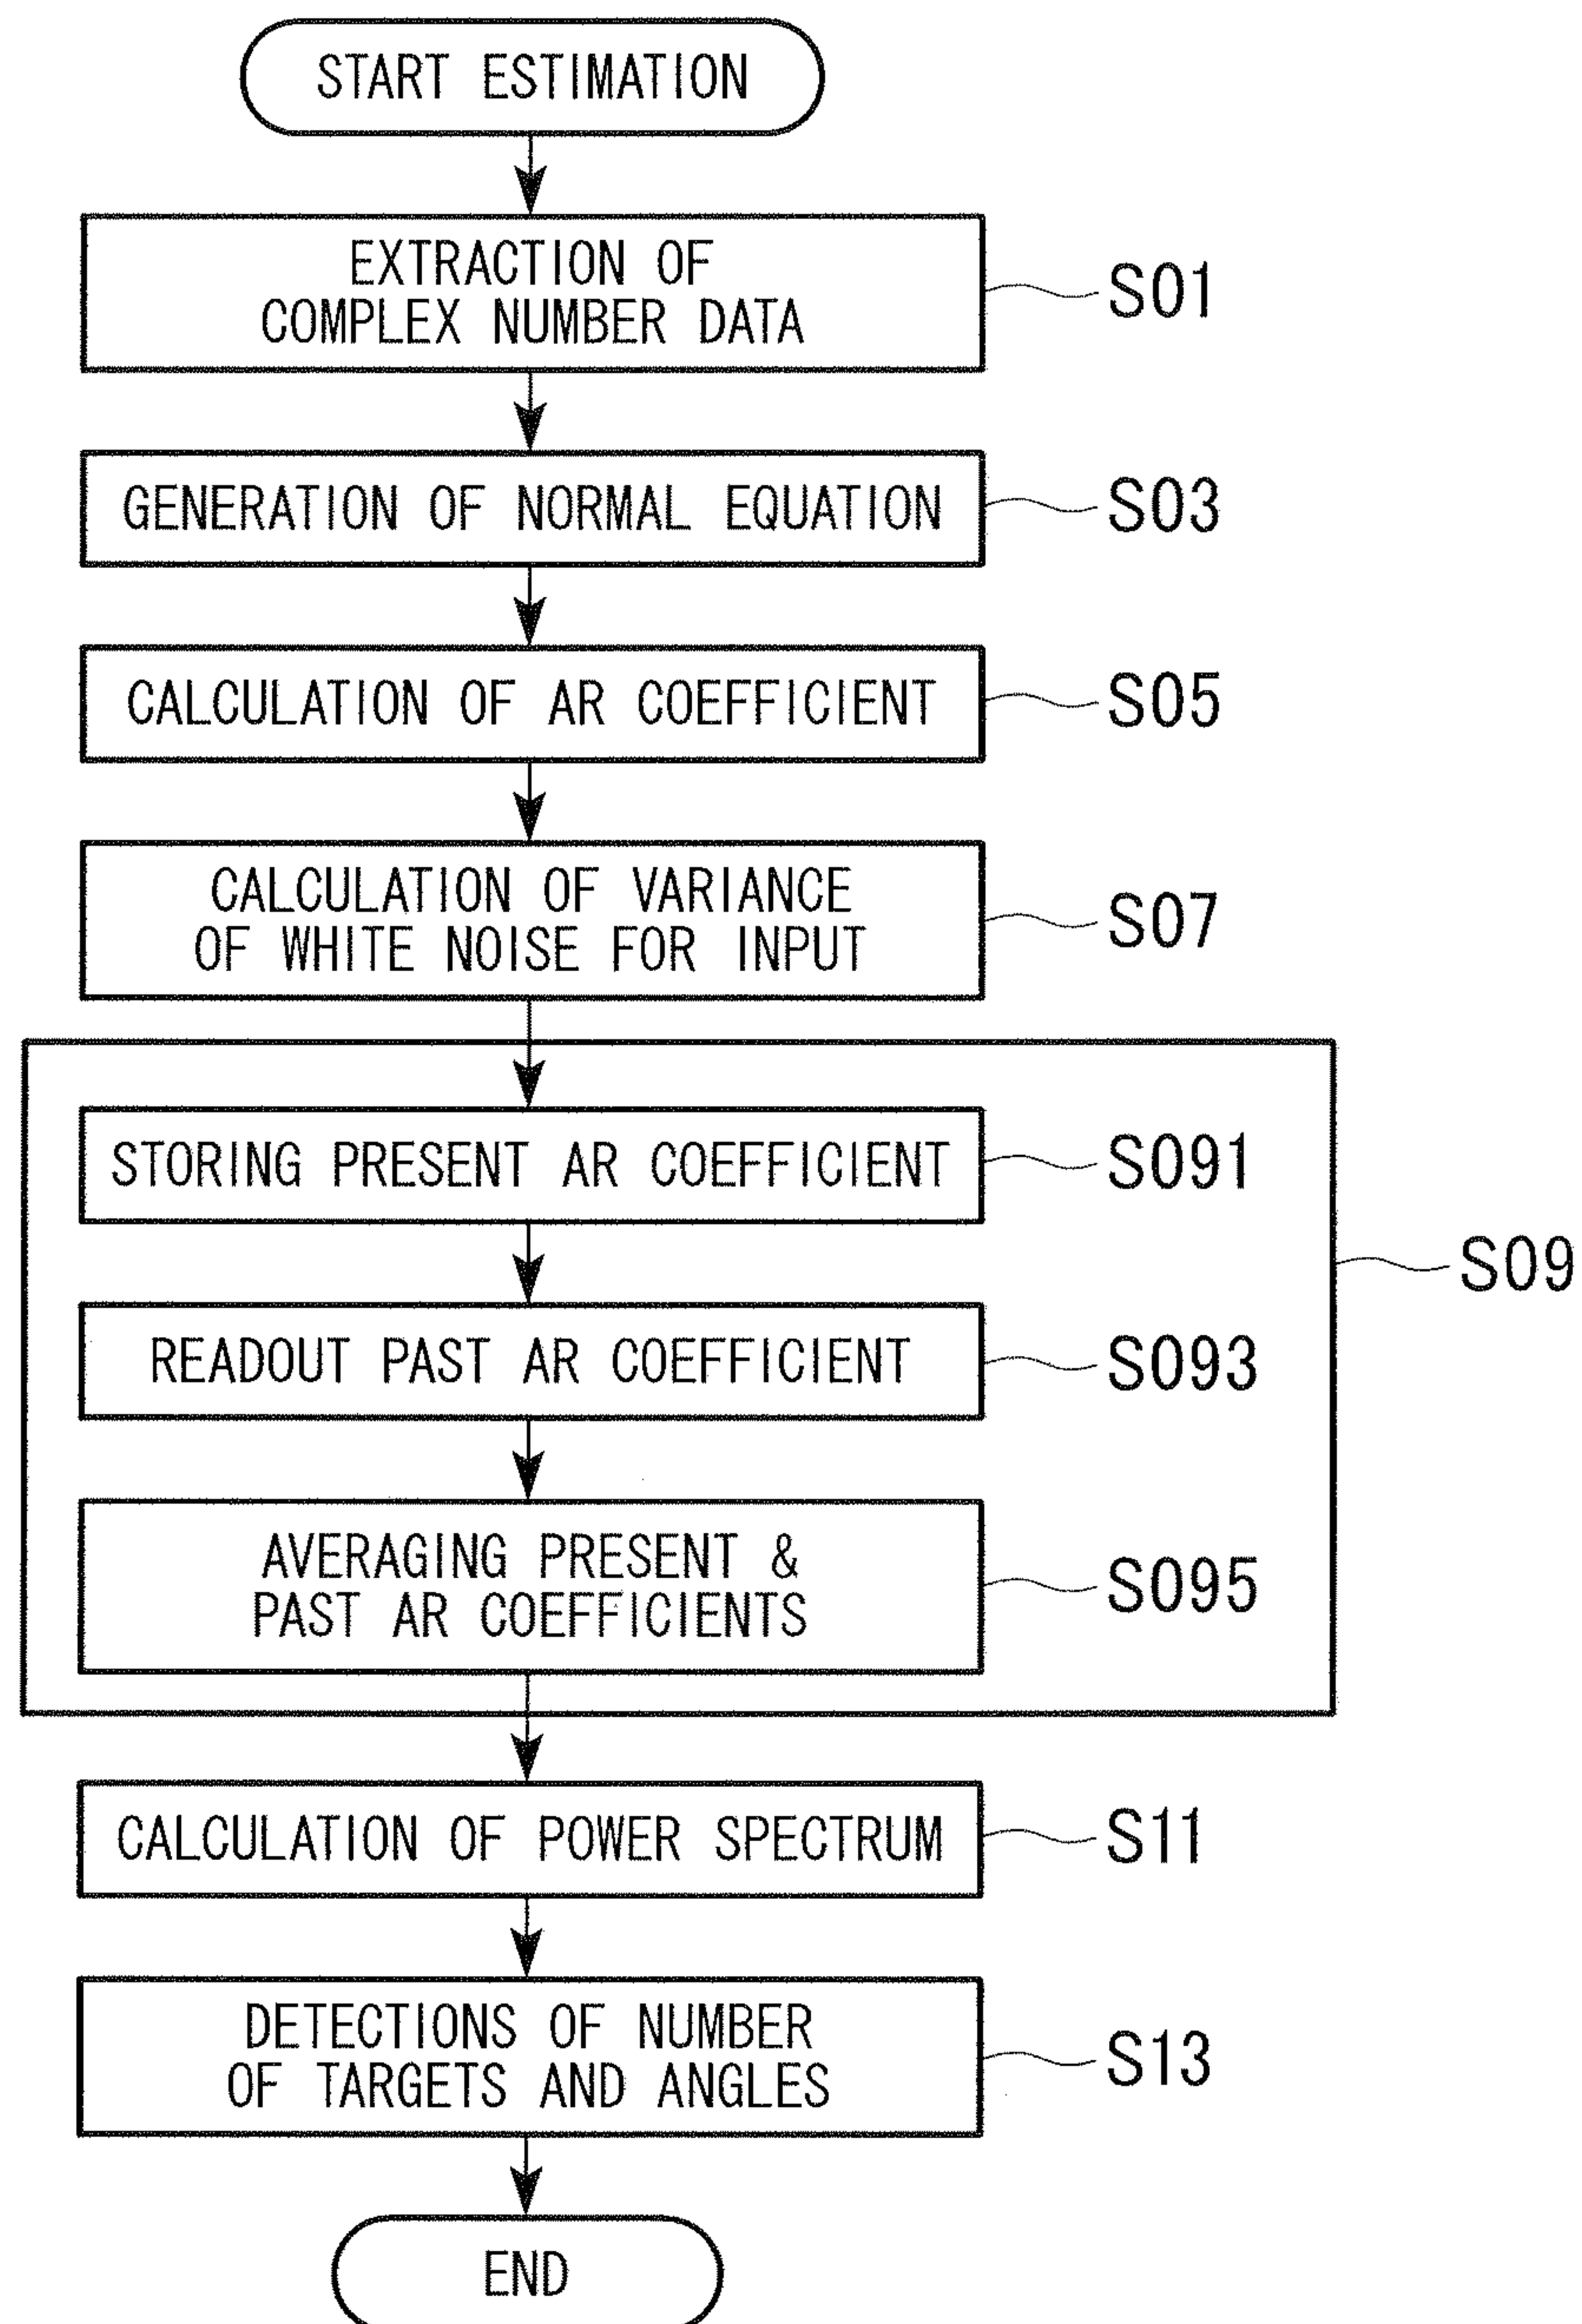 START ESTIMATION
EXTRACTION OF
COMPLEX NUMBER DATA
S01
GENERATION OF NORMAL EQUATION
S03
CALCULATION OF AR COEFFICIENT
S05
CALCULATION OF VARIANCE
OF WHITE NOISE FOR INPUT
S07
STORING PRESENT AR COEFFICIENT
S091
S09
READOUT PAST AR COEFFICIENT
S093
AVERAGING PRESENT &
PAST AR COEFFICIENTS
S095
CALCULATION OF POWER SPECTRUM
S11
DETECTIONS OF NUMBER
OF TARGETS AND ANGLES
S13
END